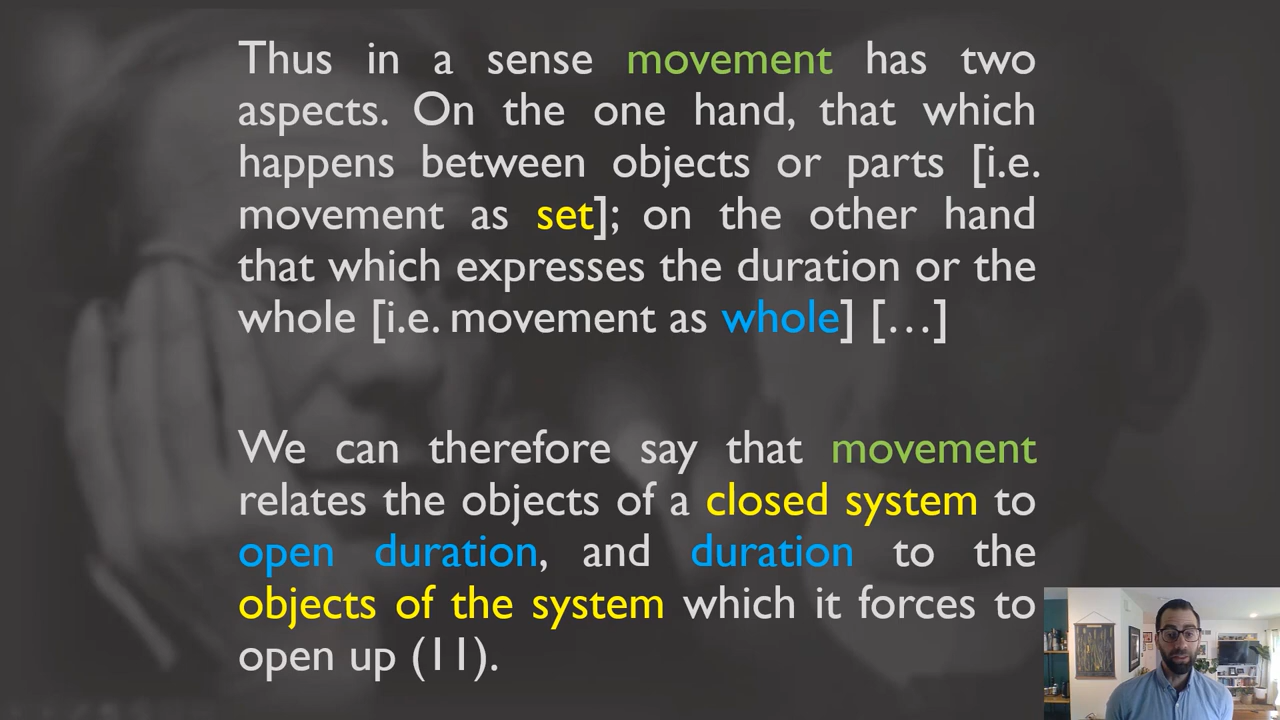 Thus in a sense movement has two
aspects. On the one hand, that which
happens between objects or parts [i.e.
movement as set]; on the other hand
that which expresses the duration or the
whole [i.e. movement as whole] […]
We can therefore say that movement
relates the objects of a closed system to
open duration, and duration to the
objects of the system which it forces to
open up (11).